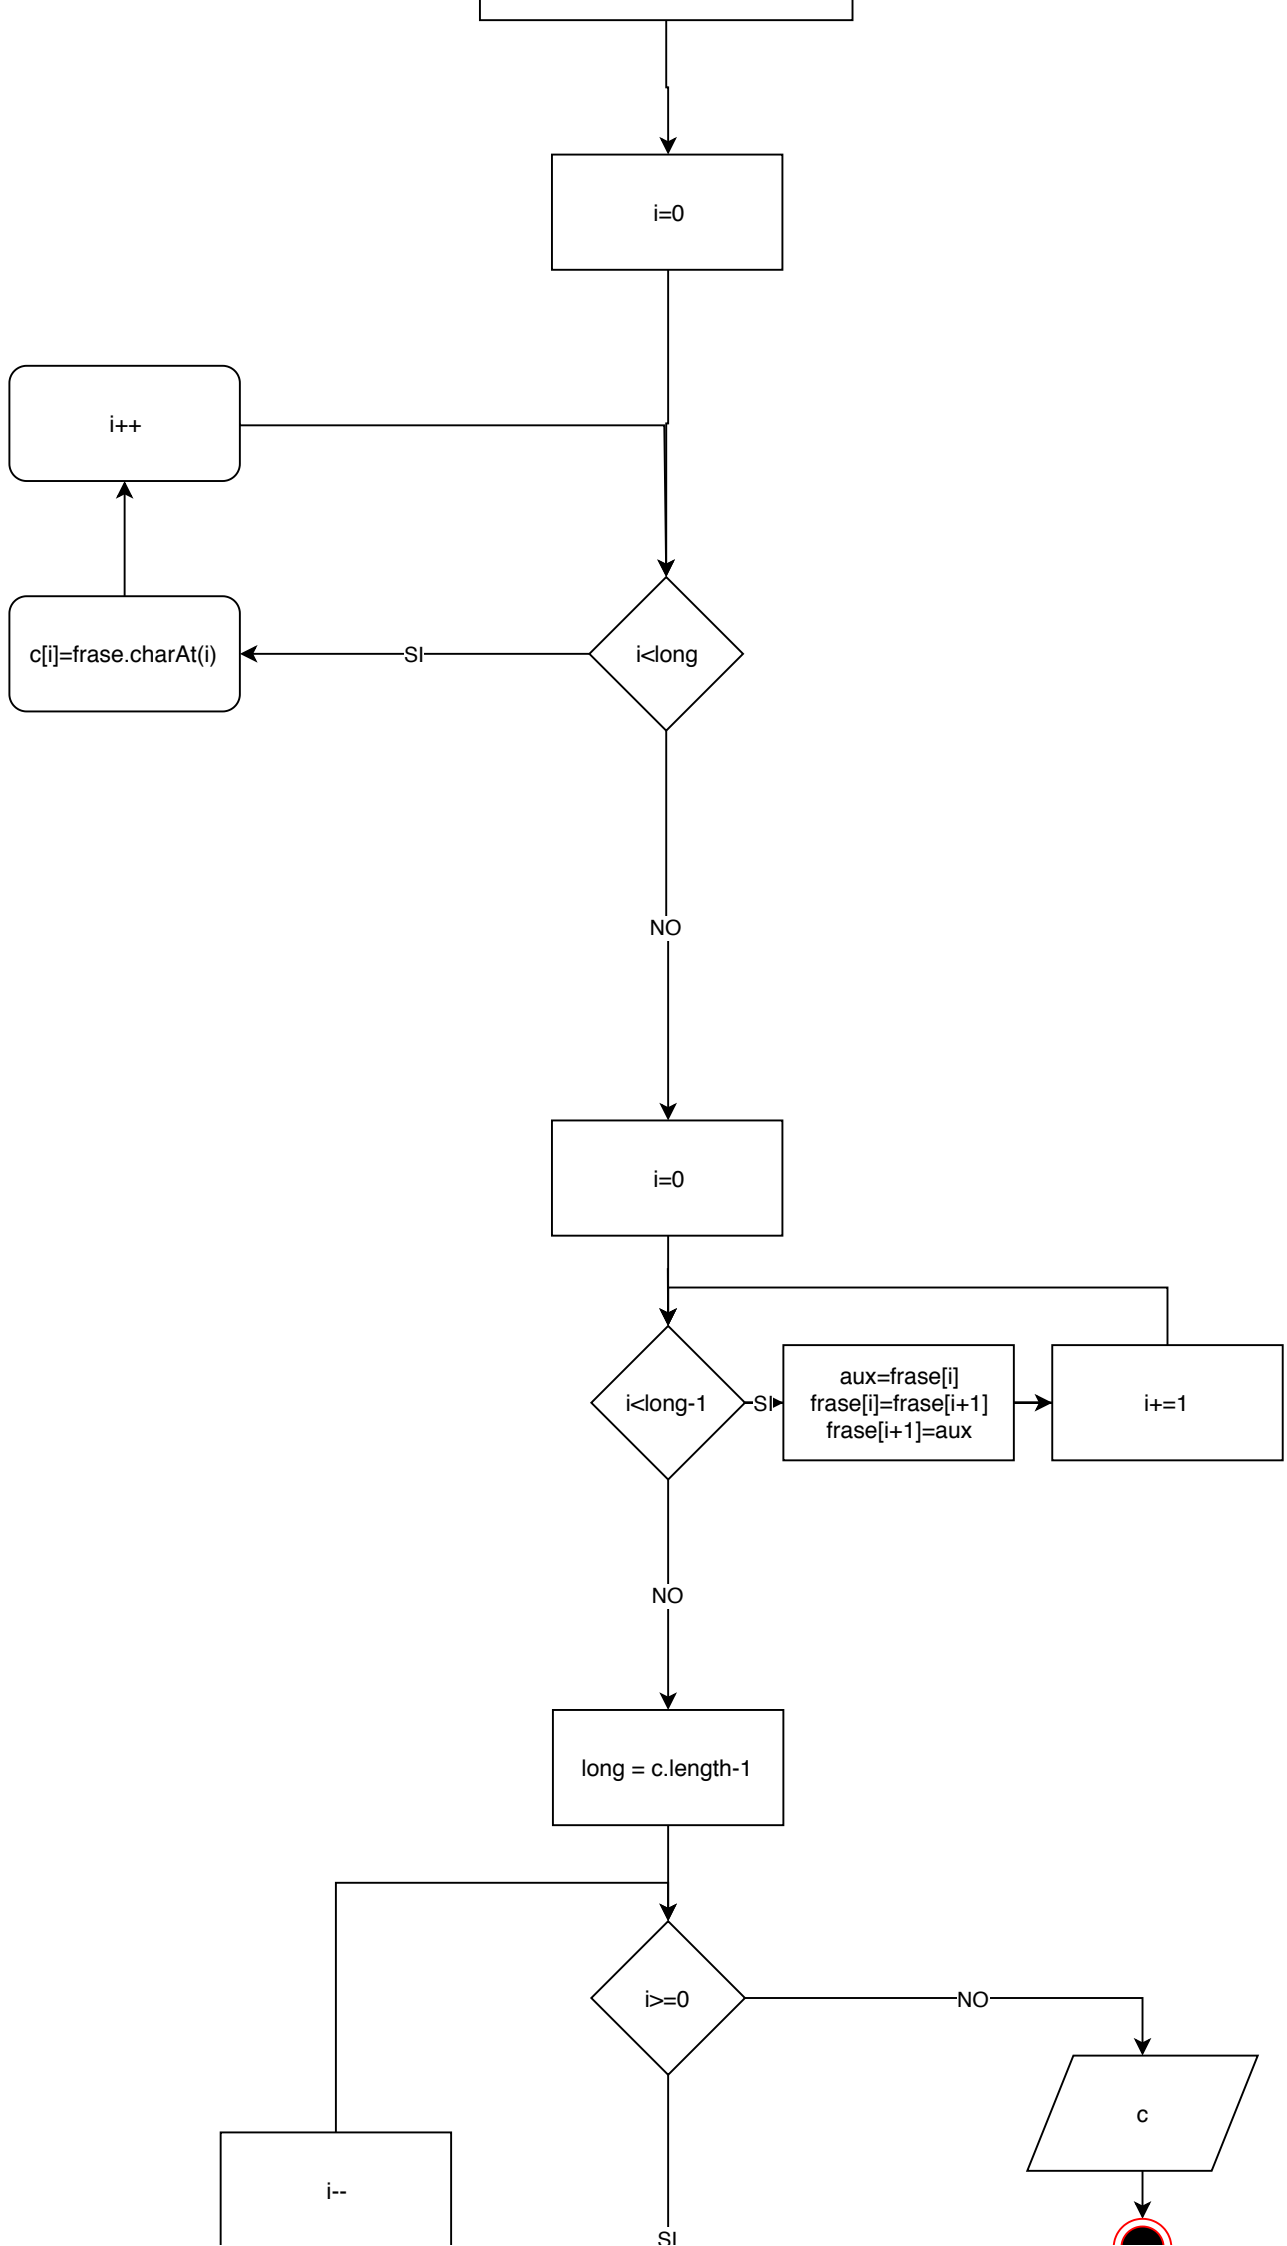 i=0
i++
c[i]=frase.charAt(i)
SI
i<long
NO
i=0
i<long-1
SI
aux=frase[i]
frase[i]=frase[i+1]
frase[i+1]=aux
i+=1
NO
long = c.length-1
i>=0
NO
c
i--
SI